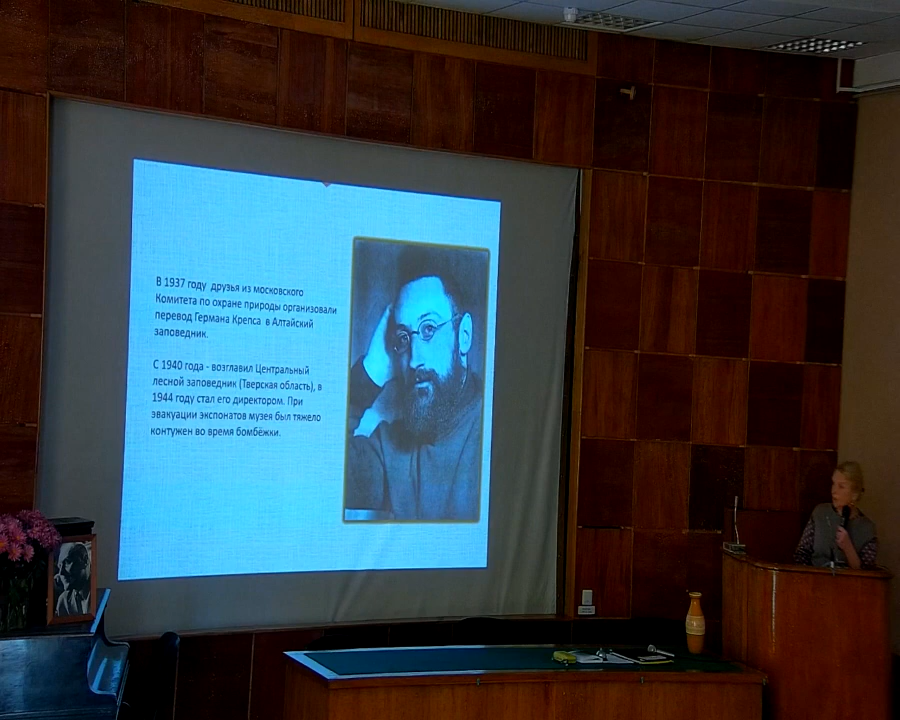 В 1937 году друзья из московского
Комитета по охране природы организовали
перевод Германа Крепса в Алтайский
заповедник.
С 1940 года - возглавил Центральный
лесной заповедник (Тверская область), в
1944 году стал его директором. При
эвакуации экспонатов музея был тяжело
контужен во время бомбёжки.